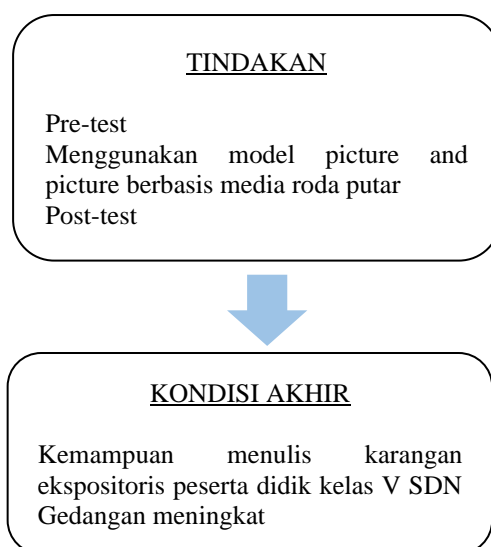 TINDAKAN
Pre-test
Menggunakan model picture and
picture berbasis media roda putar
Post-test
KONDISI AKHIR
Kemampuan menulis karangan
ekspositoris peserta didik kelas V SDN
Gedangan meningkat